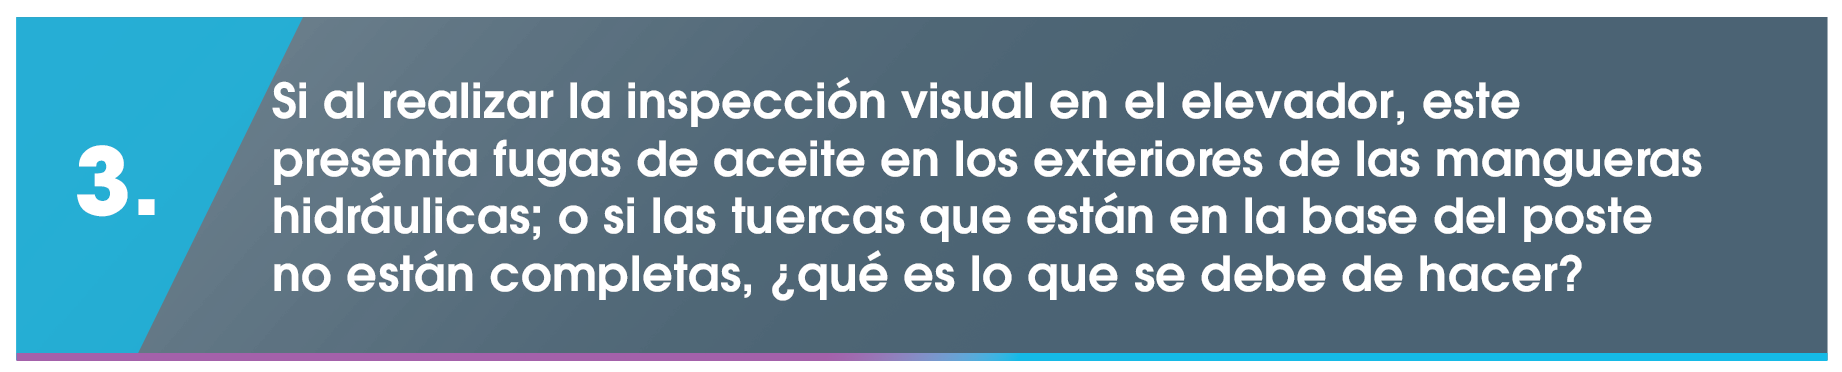 3.
Si al realizar la inspección visual en el elevador, este
presenta fugas de aceite en los exteriores de las mangueras
hidráulicas; o si las tuercas que están en la base del poste
no están completas, ¿qué es lo que se debe de hacer?